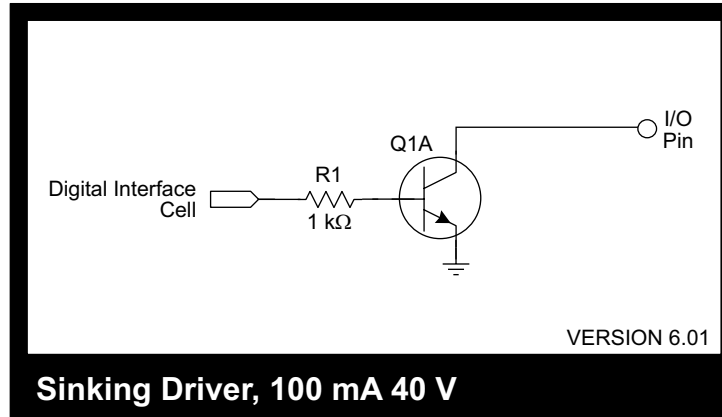 I/O
Pin
Q1A
R1
Digital Interface
Cell
1 kΩ
VERSION 6.01
Sinking Driver, 100 mA 40 V